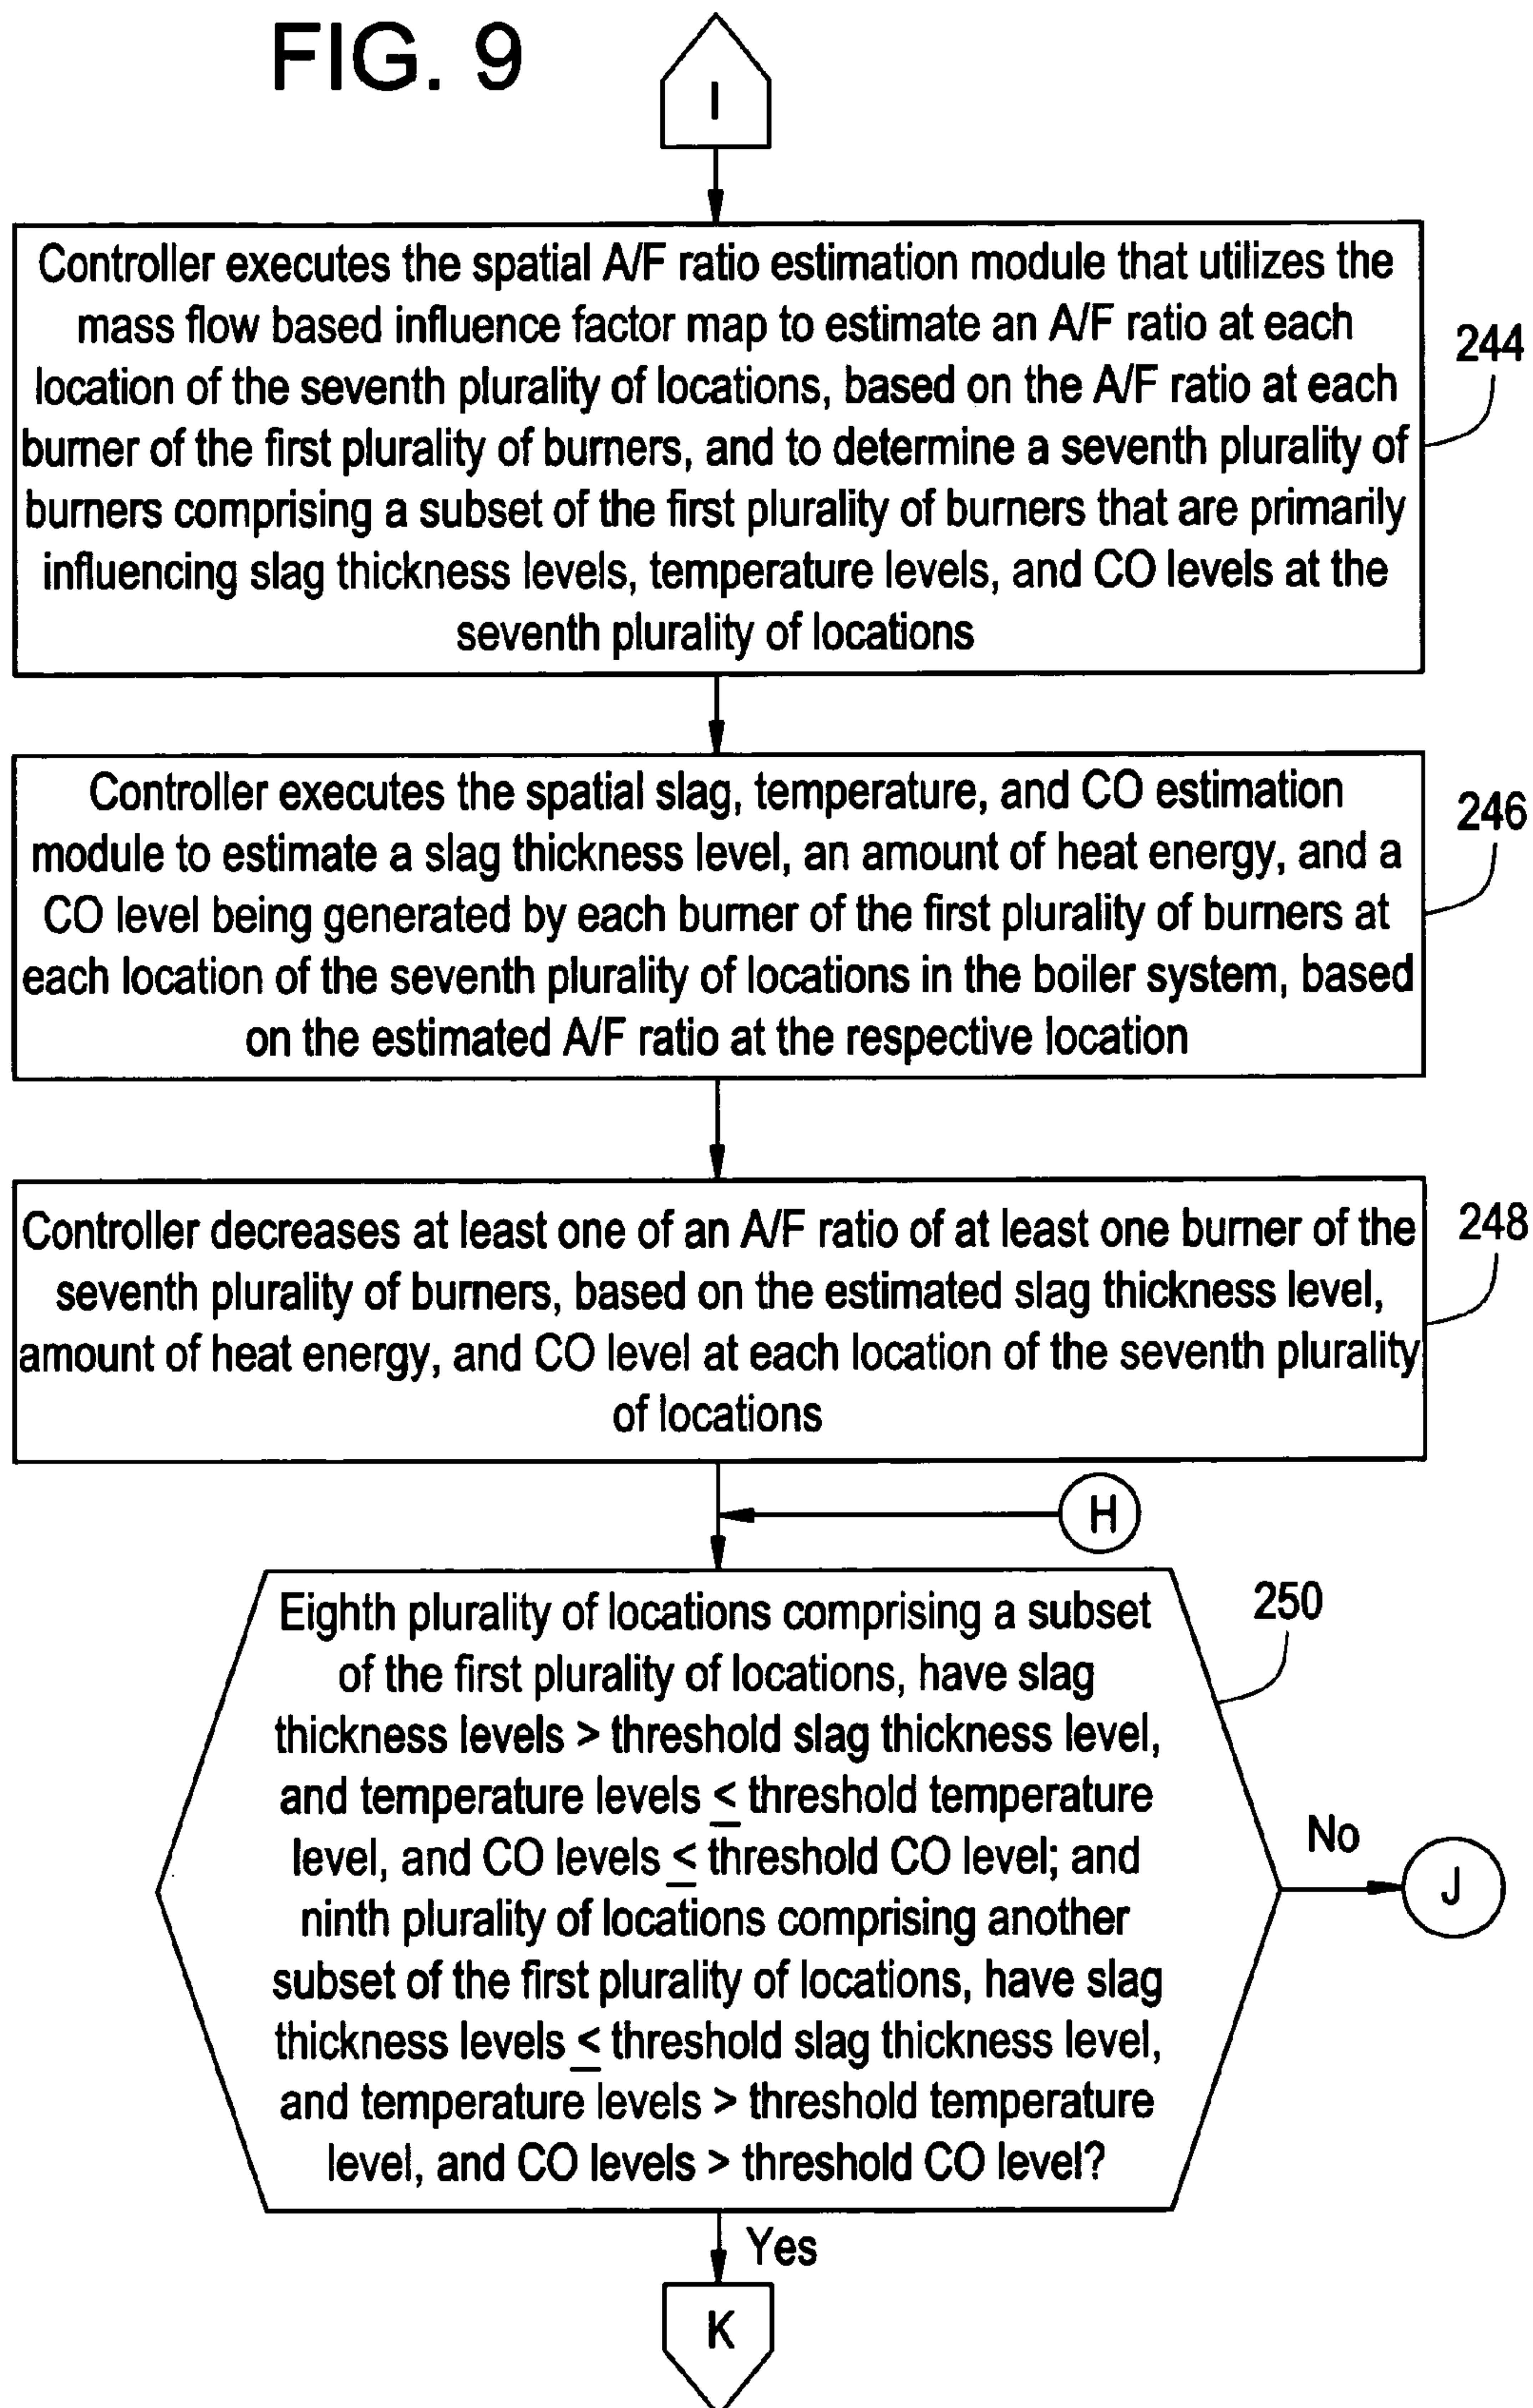 FIG. 9
I
Controller executes the spatial A/F ratio estimation module that utilizes the
mass flow based influence factor map to estimate an A/F ratio at each
location of the seventh plurality of locations, based on the A/F ratio at each
burner of the first plurality of burners, and to determine a seventh plurality of
burners comprising a subset of the first plurality of burners that are primarily
influencing slag thickness levels, temperature levels, and CO levels at the
seventh plurality of locations
244
Controller executes the spatial slag, temperature, and CO estimation
module to estimate a slag thickness level, an amount of heat energy, and a
CO level being generated by each burner of the first plurality of burners at
each location of the seventh plurality of locations in the boiler system, based
on the estimated A/F ratio at the respective location
246
Controller decreases at least one of an A/F ratio of at least one burner of the
seventh plurality of burners, based on the estimated slag thickness level,
amount of heat energy, and CO level at each location of the seventh plurality
of locations
248
H
Eighth plurality of locations comprising a subset
of the first plurality of locations, have slag
thickness levels > threshold slag thickness level,
and temperature levels ≤ threshold temperature
level, and CO levels ≤ threshold CO level; and
ninth plurality of locations comprising another
subset of the first plurality of locations, have slag
thickness levels ≤ threshold slag thickness level,
and temperature levels > threshold temperature
level, and CO levels > threshold CO level?
250
No
J
Yes
K